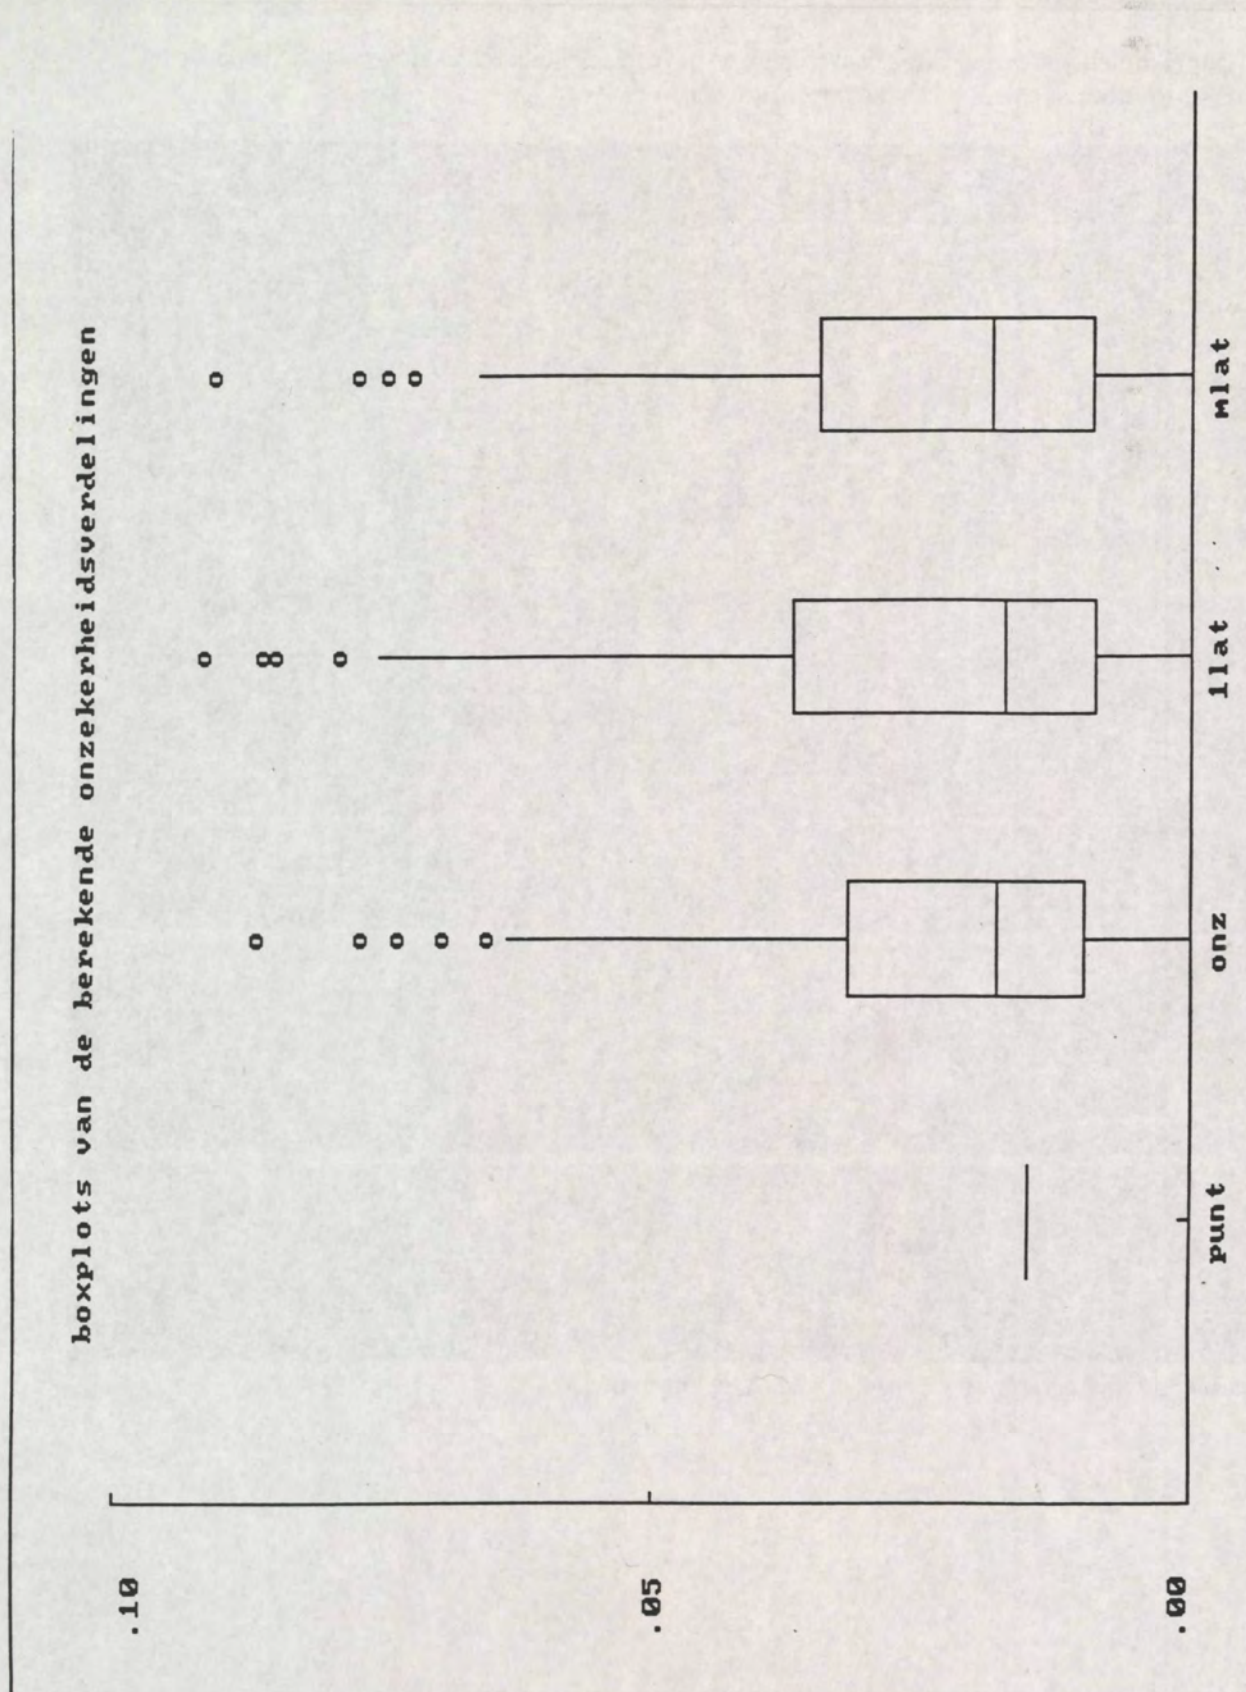 boxplots van de berekende onzekerheidsverdelingen
.10
.05
.00
punt
onz
1lat
mlat